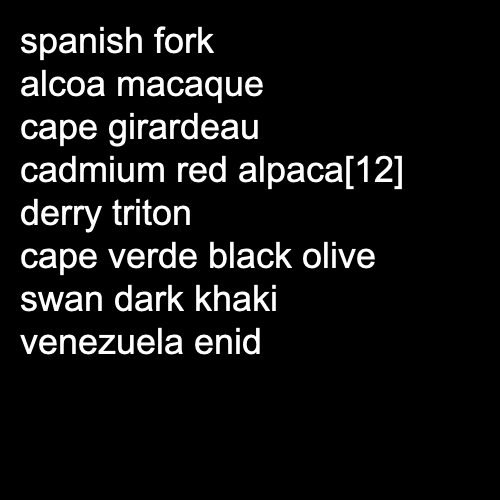 spanish fork
alcoa macaque
cape girardeau
cadmium red alpaca[12]
derry triton
cape verde black olive
swan dark khaki
venezuela enid